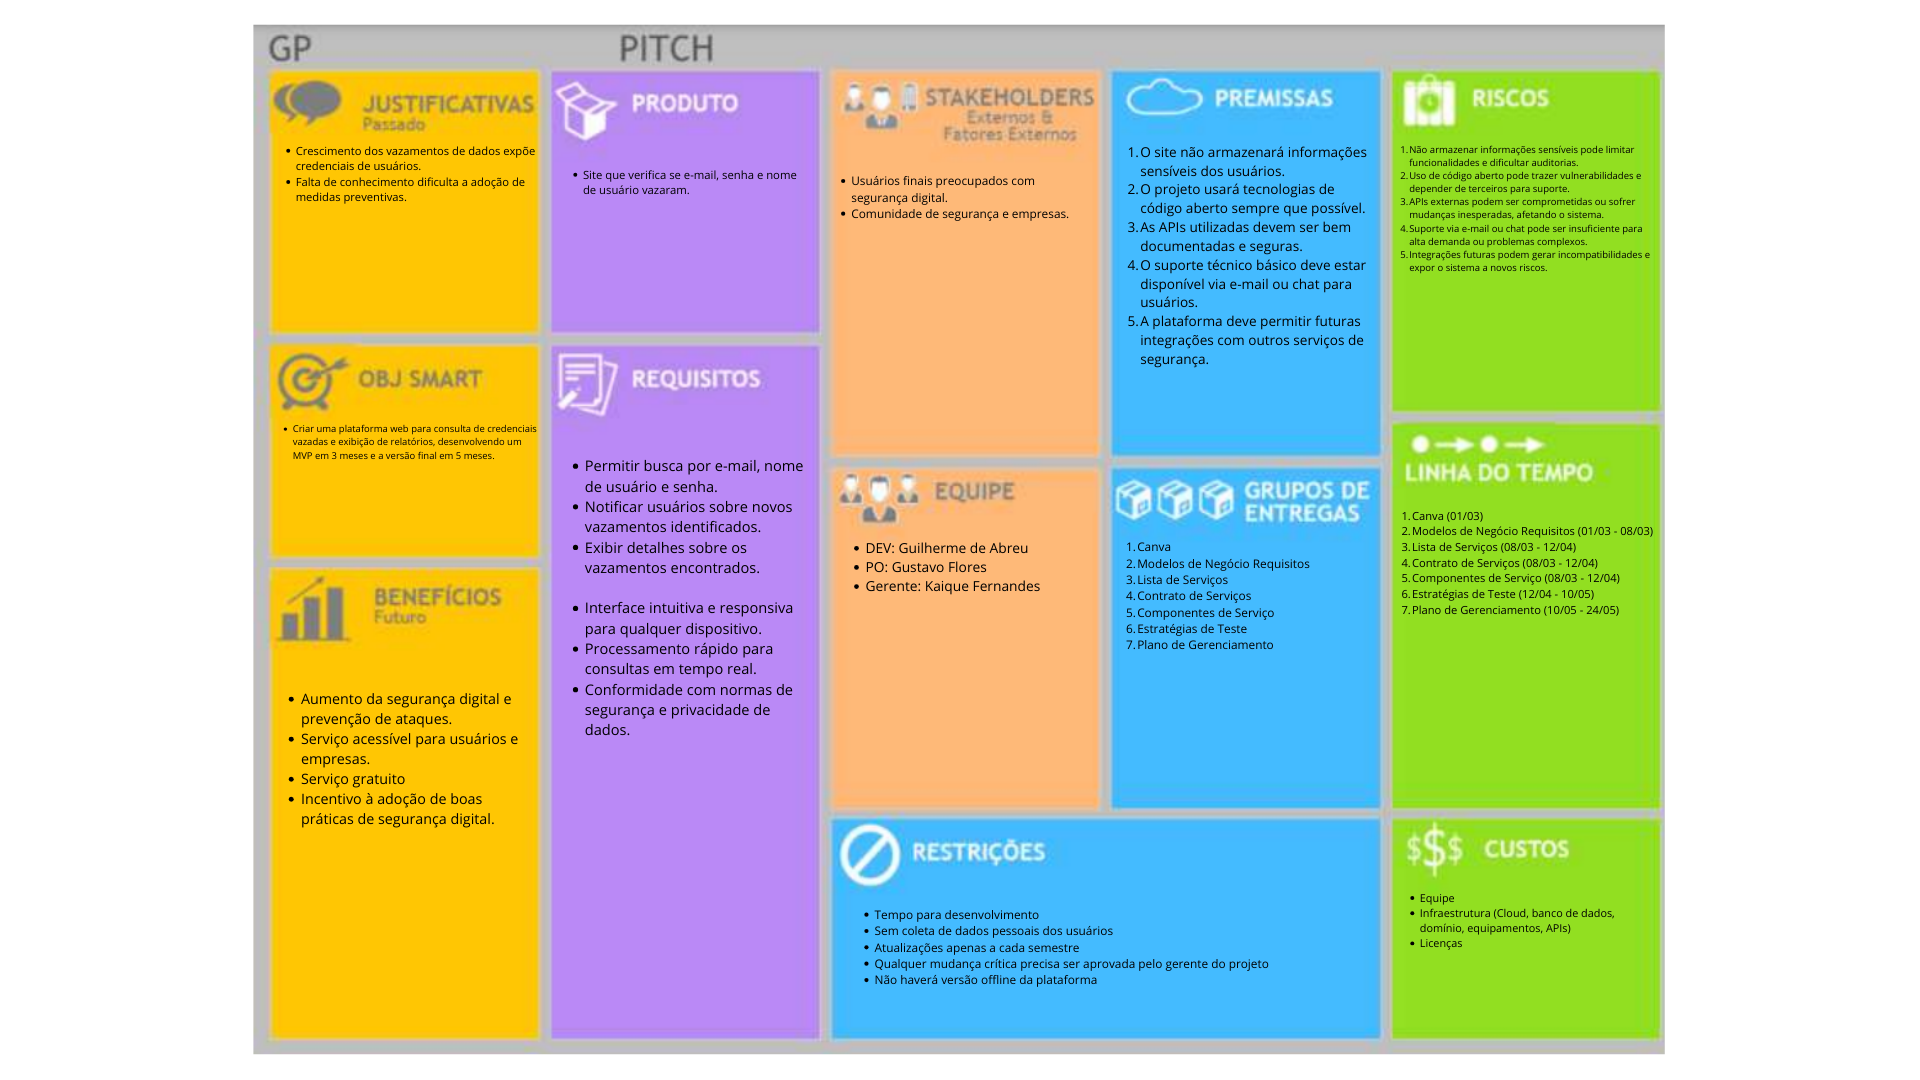 GP
PITCH
JUSTIFICATIVAS
Passado
• Crescimento dos vazamentos de dados expõe
credenciais de usuários.
• Falta de conhecimento dificulta a adoção de
medidas preventivas.
OBJ SMART
• Criar uma plataforma web para consulta de credenciais
vazadas e exibição de relatórios, desenvolvendo um
MVP em 3 meses e a versão final em 5 meses.
BENEFÍCIOS
Futuro
• Aumento da segurança digital e
prevenção de ataques.
• Serviço acessível para usuários e
empresas.
• Serviço gratuito
• Incentivo à adoção de boas
práticas de segurança digital.
PRODUTO
• Site que verifica se e-mail, senha e nome
de usuário vazaram.
REQUISITOS
• Permitir busca por e-mail, nome
de usuário e senha.
• Notificar usuários sobre novos
vazamentos identificados.
• Exibir detalhes sobre os
vazamentos encontrados.
• Interface intuitiva e responsiva
para qualquer dispositivo.
• Processamento rápido para
consultas em tempo real.
• Conformidade com normas de
segurança e privacidade de
dados.
STAKEHOLDERS
Externos &
Fatores Externos
• Usuários finais preocupados com
segurança digital.
• Comunidade de segurança e empresas.
EQUIPE
• DEV: Guilherme de Abreu
• PO: Gustavo Flores
• Gerente: Kaique Fernandes
PREMISSAS
1. O site não armazenará informações
sensíveis dos usuários.
2. O projeto usará tecnologias de
código aberto sempre que possível.
3. As APIs utilizadas devem ser bem
documentadas e seguras.
4. O suporte técnico básico deve estar
disponível via e-mail ou chat para
usuários.
5. A plataforma deve permitir futuras
integrações com outros serviços de
segurança.
GRUPOS DE
ENTREGAS
1. Canva
2. Modelos de Negócio Requisitos
3. Lista de Serviços
4. Contrato de Serviços
5. Componentes de Serviço
6. Estratégias de Teste
7. Plano de Gerenciamento
RESTRIÇÕES
• Tempo para desenvolvimento
• Sem coleta de dados pessoais dos usuários
• Atualizações apenas a cada semestre
• Qualquer mudança crítica precisa ser aprovada pelo gerente do projeto
• Não haverá versão offline da plataforma
RISCOS
1. Não armazenar informações sensíveis pode limitar
funcionalidades e dificultar auditorias.
2. Uso de código aberto pode trazer vulnerabilidades e
depender de terceiros para suporte.
3. APIs externas podem ser comprometidas ou sofrer
mudanças inesperadas, afetando o sistema.
4. Suporte via e-mail ou chat pode ser insuficiente para
alta demanda ou problemas complexos.
5. Integrações futuras podem gerar incompatibilidades e
expor o sistema a novos riscos.
LINHA DO TEMPO
1. Canva (01/03)
2. Modelos de Negócio Requisitos (01/03 - 08/03)
3. Lista de Serviços (08/03 - 12/04)
4. Contrato de Serviços (08/03 - 12/04)
5. Componentes de Serviço (08/03 - 12/04)
6. Estratégias de Teste (12/04 - 10/05)
7. Plano de Gerenciamento (10/05 - 24/05)
$$$ CUSTOS
• Equipe
• Infraestrutura (Cloud, banco de dados,
domínio, equipamentos, APIs)
• Licenças